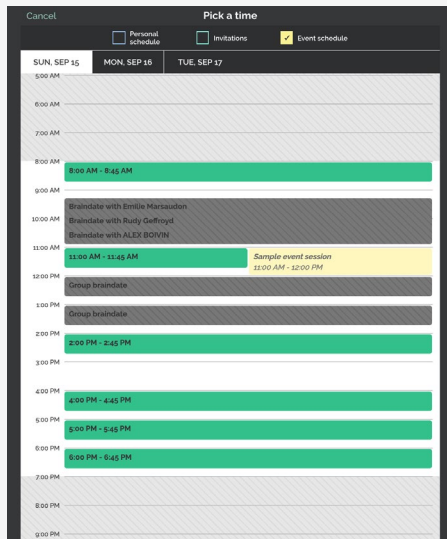 Cancel
Pick a time
Personal
schedule
Invitations
Event schedule
SUN, SEP 15
MON, SEP 16
TUE, SEP 17
5:00 AM
6:00 AM
7:00 AM
8:00 AM
8:00 AM - 8:45 AM
9:00 AM
Braindate with Emilie Marsaudon
10:00 AM
Braindate with Rudy Geffroyd
Braindate with ALEX BOIVIN
11:00 AM
11:00 AM - 11:45 AM
Sample event session
11:00 AM - 12:00 PM
12:00 PM
Group braindate
1:00 PM
Group braindate
2:00 PM
2:00 PM - 2:45 PM
3:00 PM
4:00 PM
4:00 PM - 4:45 PM
5:00 PM
5:00 PM - 5:45 PM
6:00 PM
6:00 PM - 6:45 PM
7:00 PM
8:00 PM
9:00 PM